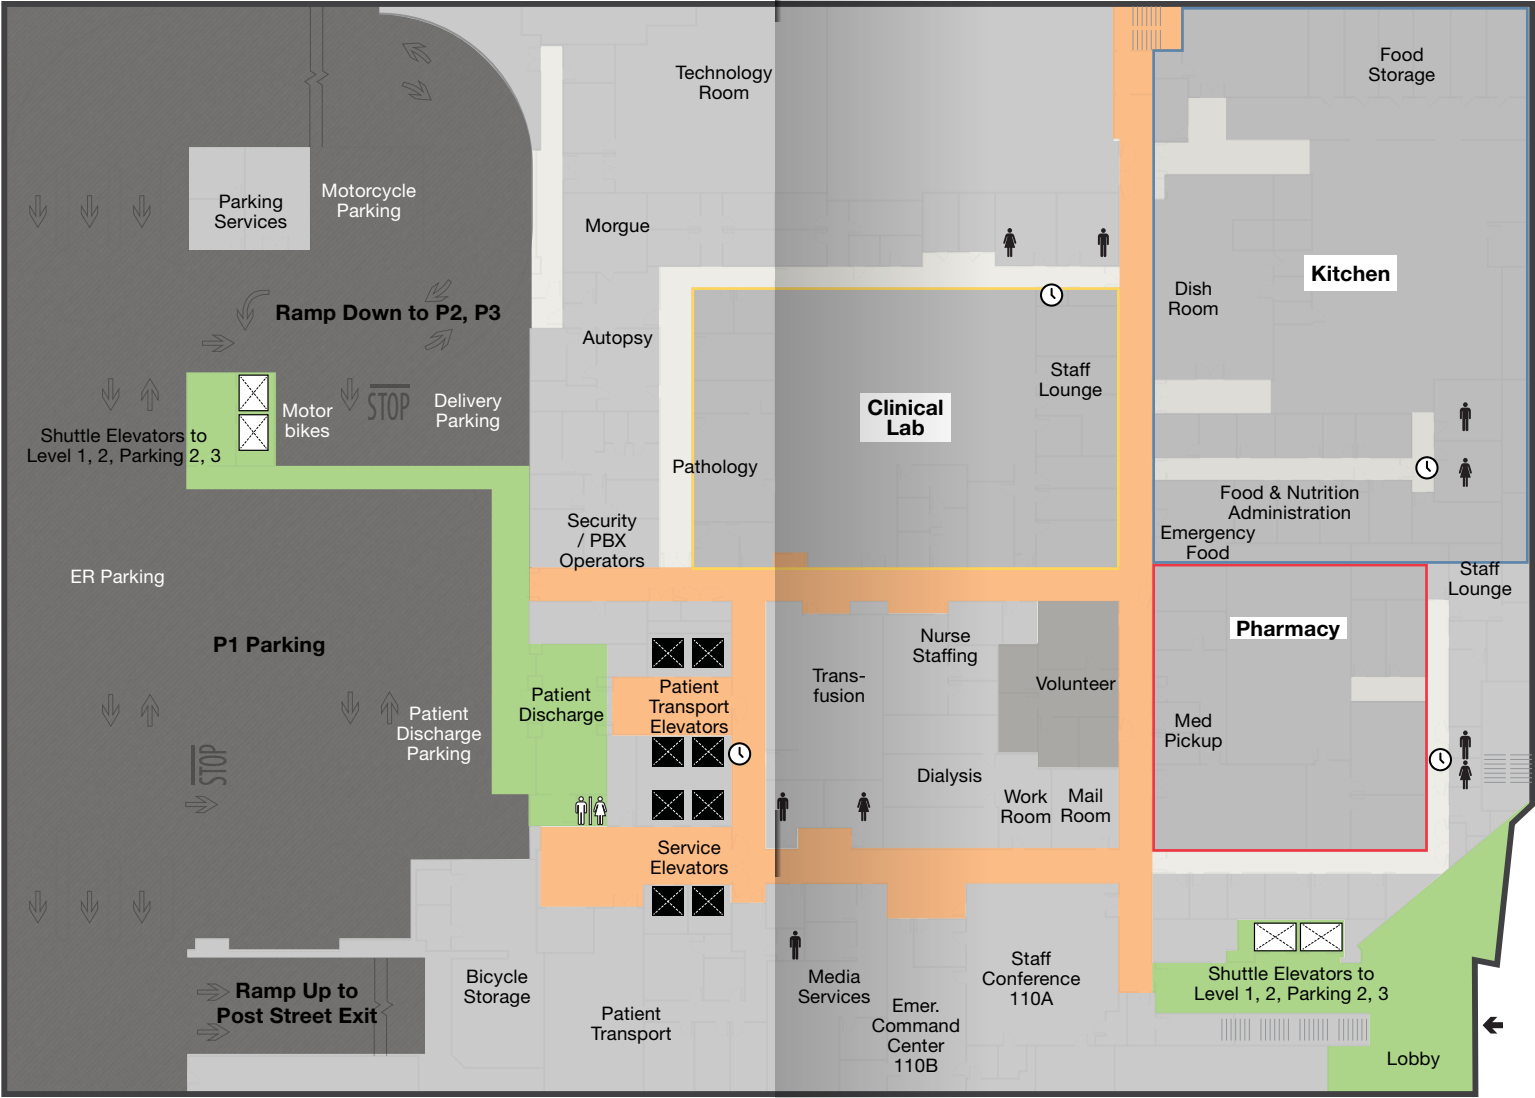 Technology
Room
Food
Storage
Parking
Services
Motorcycle
Parking
Morgue
Kitchen
Dish
Room
Ramp Down to P2, P3
Autopsy
Staff
Lounge
Clinical
Lab
Motor
bikes
STOP
Delivery
Parking
Shuttle Elevators to
Level 1, 2, Parking 2, 3
Pathology
Food & Nutrition
Administration
Emergency
Food
Security
/ PBX
Operators
ER Parking
Staff
Lounge
P1 Parking
Pharmacy
Nurse
Staffing
Trans-
fusion
Volunteer
Patient
Discharge
Patient
Transport
Elevators
Patient
Discharge
Parking
STOP
Med
Pickup
Dialysis
Work
Room
Mail
Room
Service
Elevators
Bicycle
Storage
Patient
Transport
Media
Services
Emer.
Command
Center
110B
Staff
Conference
110A
Shuttle Elevators to
Level 1, 2, Parking 2, 3
Ramp Up to
Post Street Exit
Lobby